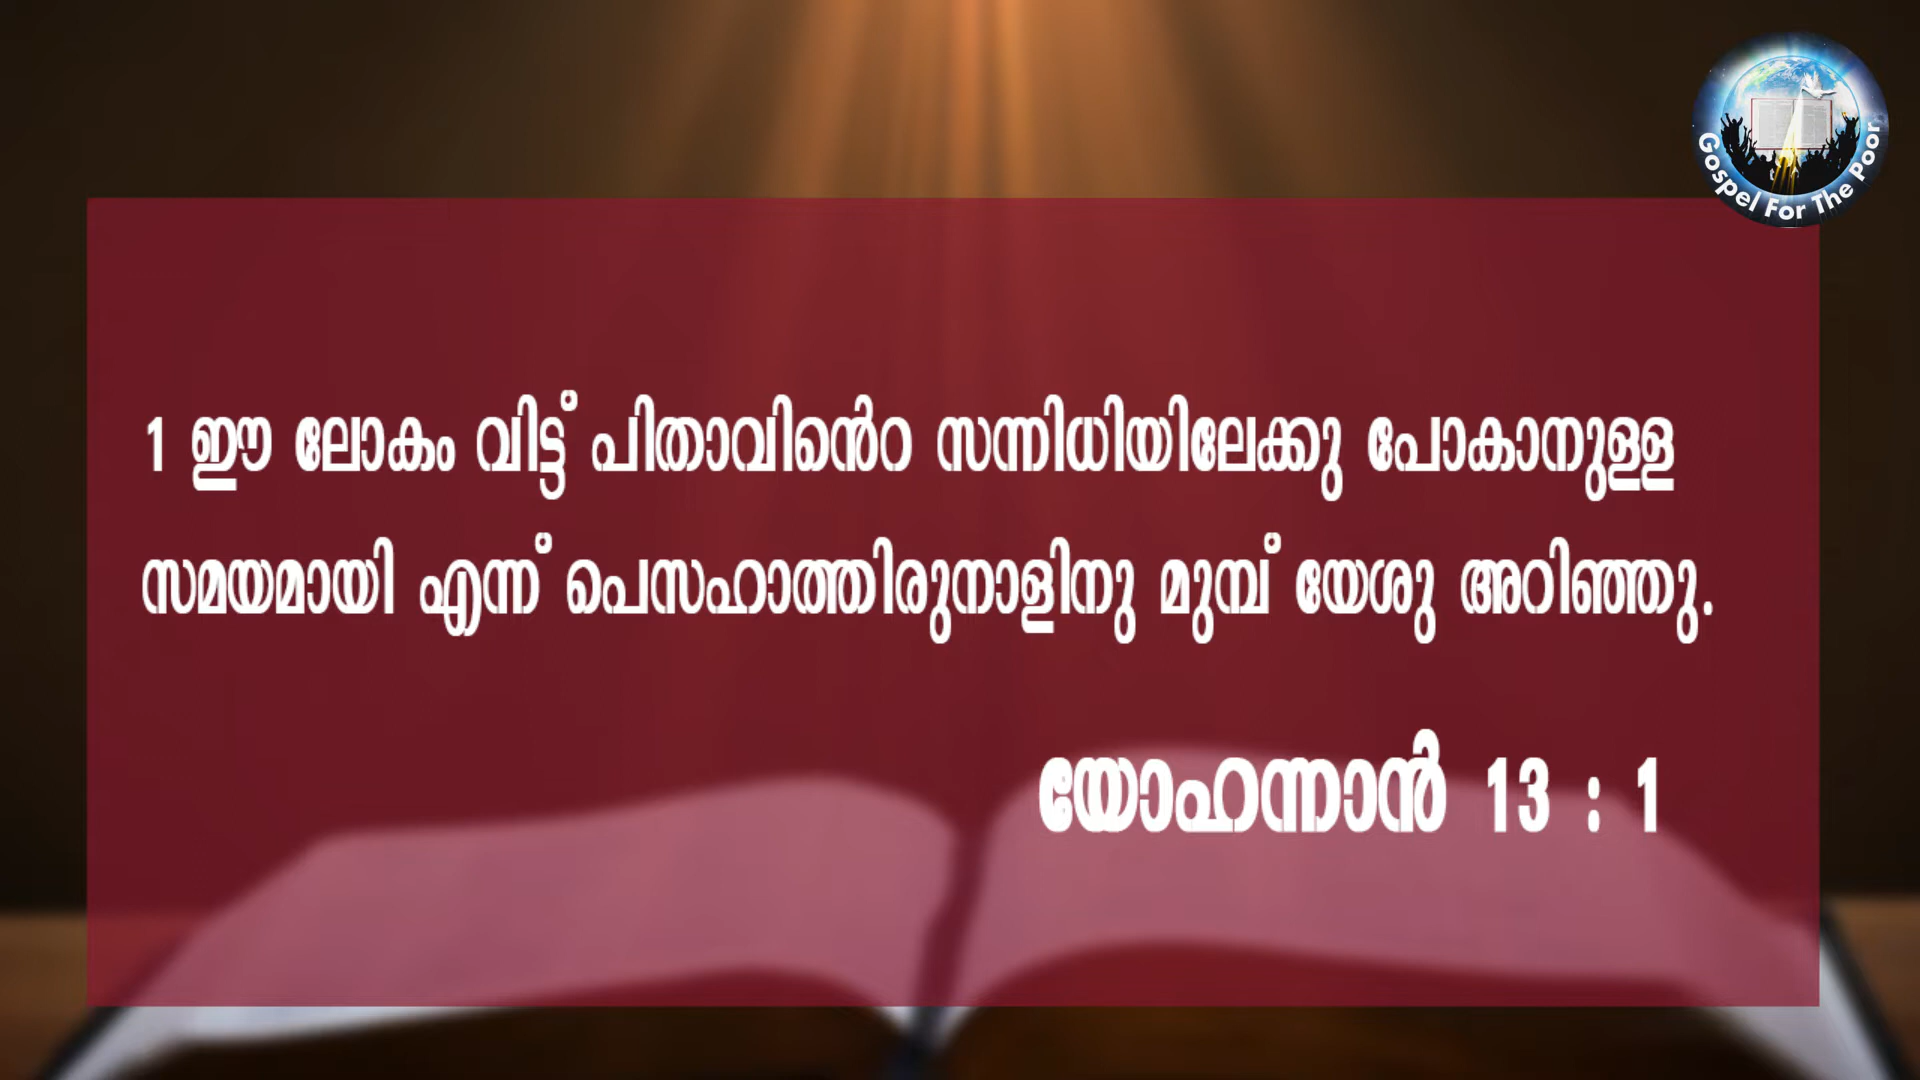 Gospel For The Poor
1 ഈ ലോകം വിട്ട് പിതാവിൻെറ സന്നിധിയിലേക്കു പോകാനുള്ള
സമയമായി എന്ന് പെസഹാത്തിരുനാളിനു മുമ്പ് യേശു അറിഞ്ഞു.
യോഹന്നാൻ 13 : 1